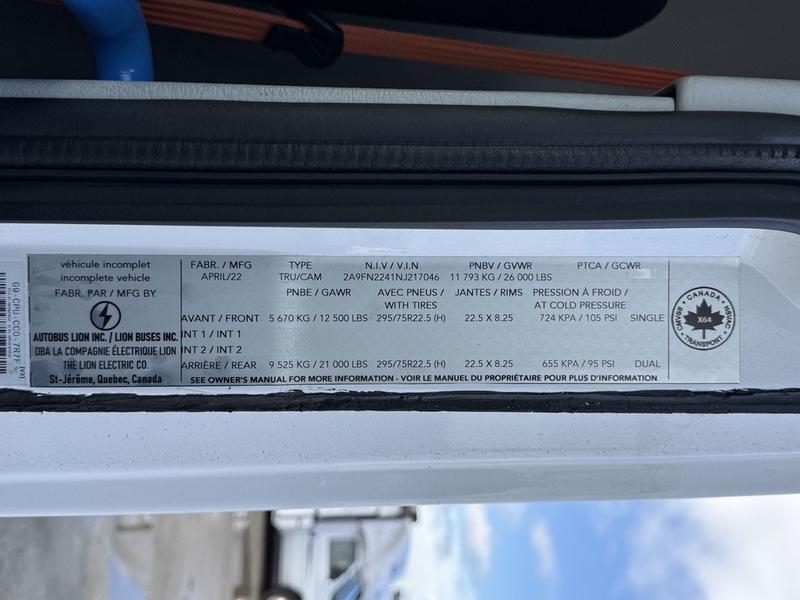 véhicule incomplet
incomplete vehicle
FABR. PAR / MFG BY
AUTOBUS LION INC. / LION BUSES INC.
DBA LA COMPAGNIE ÉLECTRIQUE LION
THE LION ELECTRIC CO.
St-Jérôme, Quebec, Canada
FABR. / MFG TYPE N.I.V / V.I.N PNBV / GVWR PTCA / GCWR
APRIL/22 TRU/CAM 2A9FN2241NJ217046 11 793 KG / 26 000 LBS
PNBE / GAWR AVEC PNEUS / JANTES / RIMS PRESSION À FROID /
WITH TIRES AT COLD PRESSURE
AVANT / FRONT 5 670 KG / 12 500 LBS 295/75R22.5 (H) 22.5 X 8.25 724 KPA / 105 PSI SINGLE
INT 1 / INT 1
INT 2 / INT 2
ARRIÈRE / REAR 9 525 KG / 21 000 LBS 295/75R22.5 (H) 22.5 X 8.25 655 KPA / 95 PSI DUAL
SEE OWNER'S MANUAL FOR MORE INFORMATION - VOIR LE MANUEL DU PROPRIÉTAIRE POUR PLUS D'INFORMATION
CANADA
CMVSS
NSVAC
X64
TRANSPORT
G9-CPU-CC0-7R7F